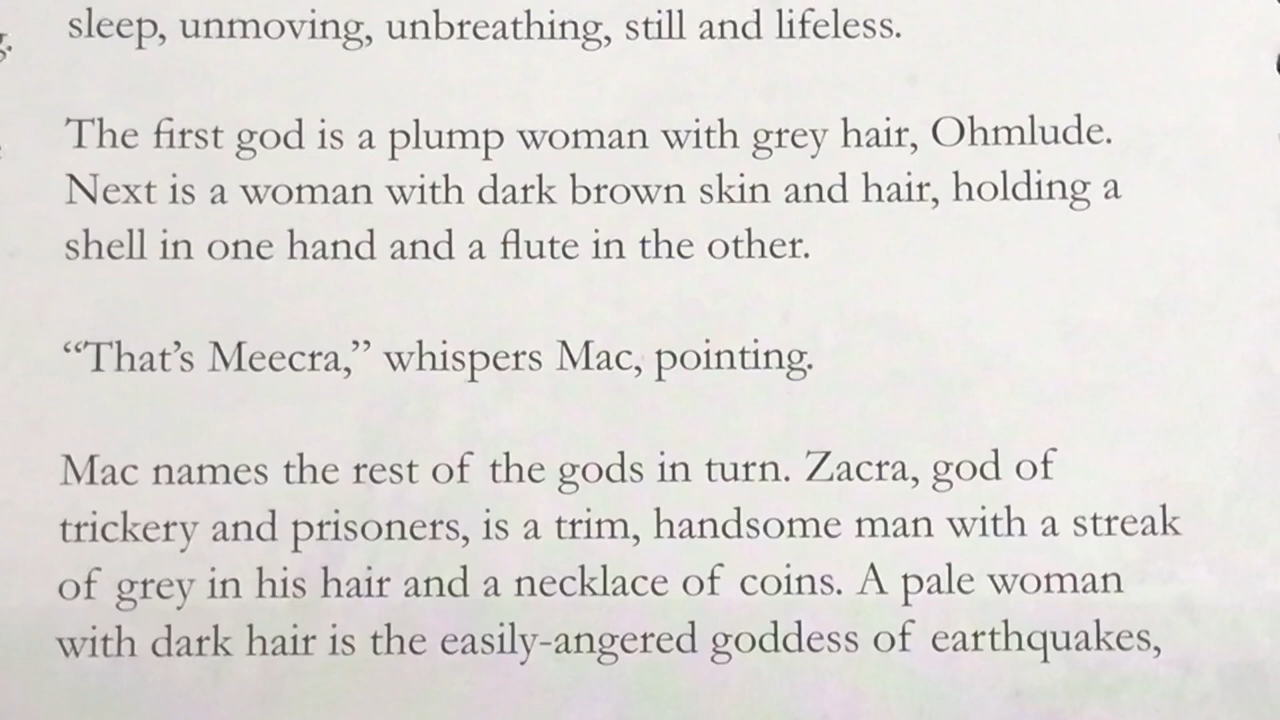 sleep, unmoving, unbreathing, still and lifeless.
The first god is a plump woman with grey hair, Ohmlude.
Next is a woman with dark brown skin and hair, holding a
shell in one hand and a flute in the other.
“That’s Meecra,” whispers Mac, pointing.
Mac names the rest of the gods in turn. Zacra, god of
trickery and prisoners, is a trim, handsome man with a streak
of grey in his hair and a necklace of coins. A pale woman
with dark hair is the easily-angered goddess of earthquakes,